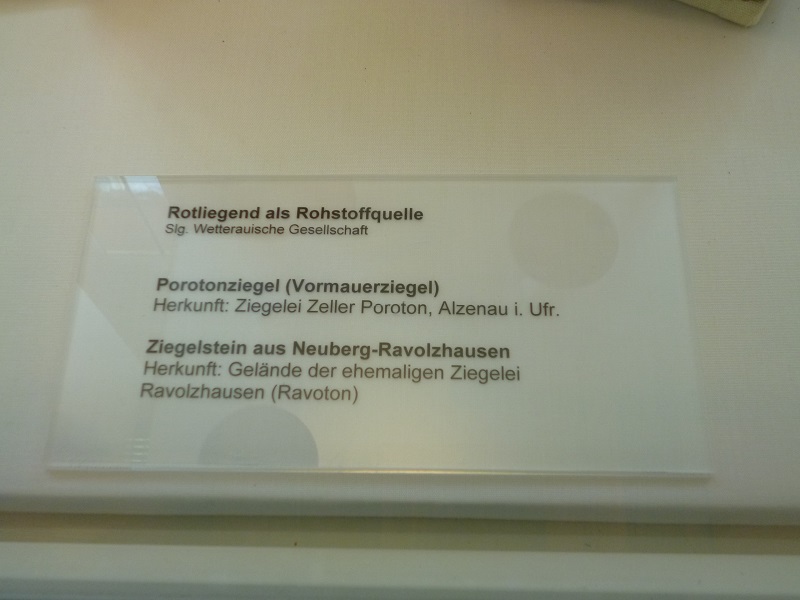 Rotliegend als Rohstoffquelle
Slg. Wetterauische Gesellschaft
Porotonziegel (Vormauerziegel)
Herkunft: Ziegelei Zeller Poroton, Alzenau i. Ufr.
Ziegelstein aus Neuberg-Ravolzhausen
Herkunft: Gelände der ehemaligen Ziegelei
Ravolzhausen (Ravoton)